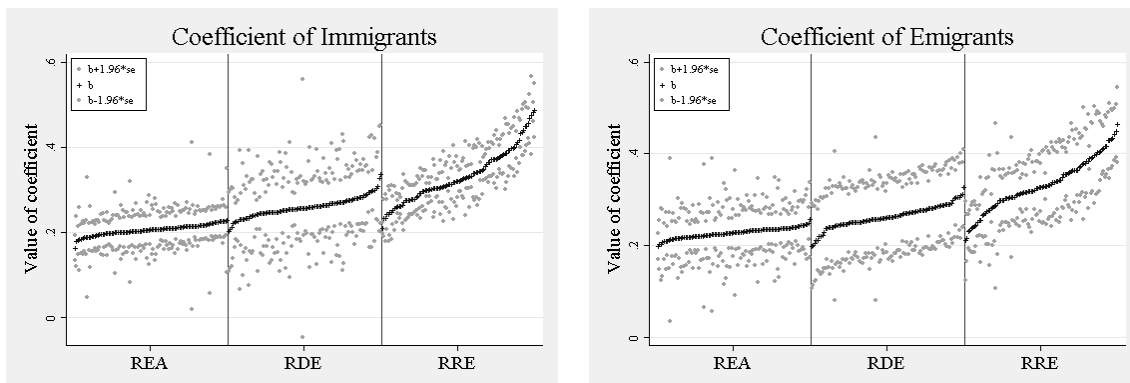 Coefficient of Immigrants
b+1.96*se
b
b-1.96*se
Value of coefficient
.6
.4
.2
0
REA RDE RRE
Coefficient of Emigrants
b+1.96*se
b
b-1.96*se
Value of coefficient
.6
.4
.2
0
REA RDE RRE